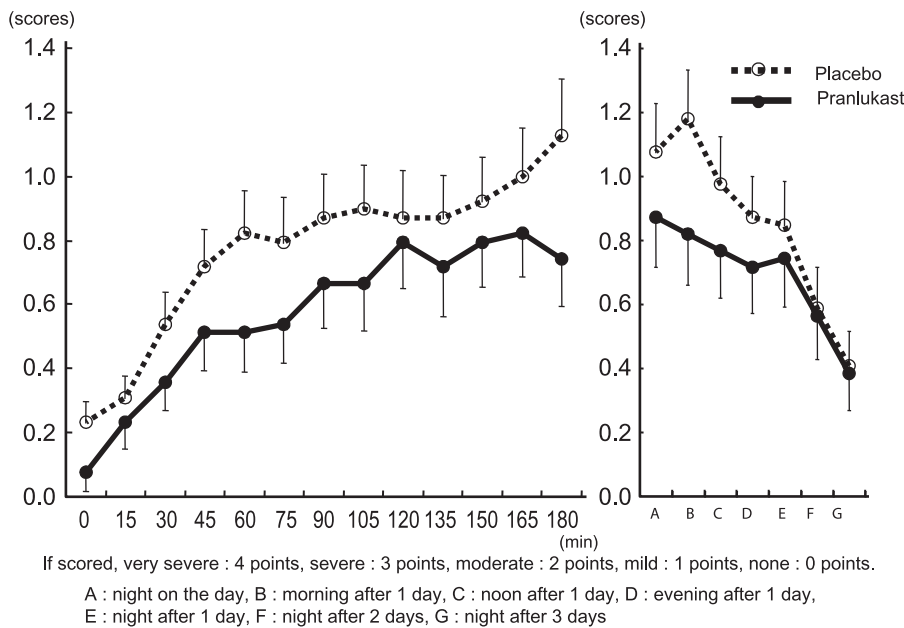 (scores)
1.4
1.2
1.0
0.8
0.6
0.4
0.2
0.0
0 15 30 45 60 75 90 105 120 135 150 165 180
(min)
(scores)
1.4
1.2
1.0
0.8
0.6
0.4
0.2
0.0
A B C D E F G
Placebo
Pranlukast
If scored, very severe : 4 points, severe : 3 points, moderate : 2 points, mild : 1 points, none : 0 points.
A : night on the day, B : morning after 1 day, C : noon after 1 day, D : evening after 1 day,
E : night after 1 day, F : night after 2 days, G : night after 3 days